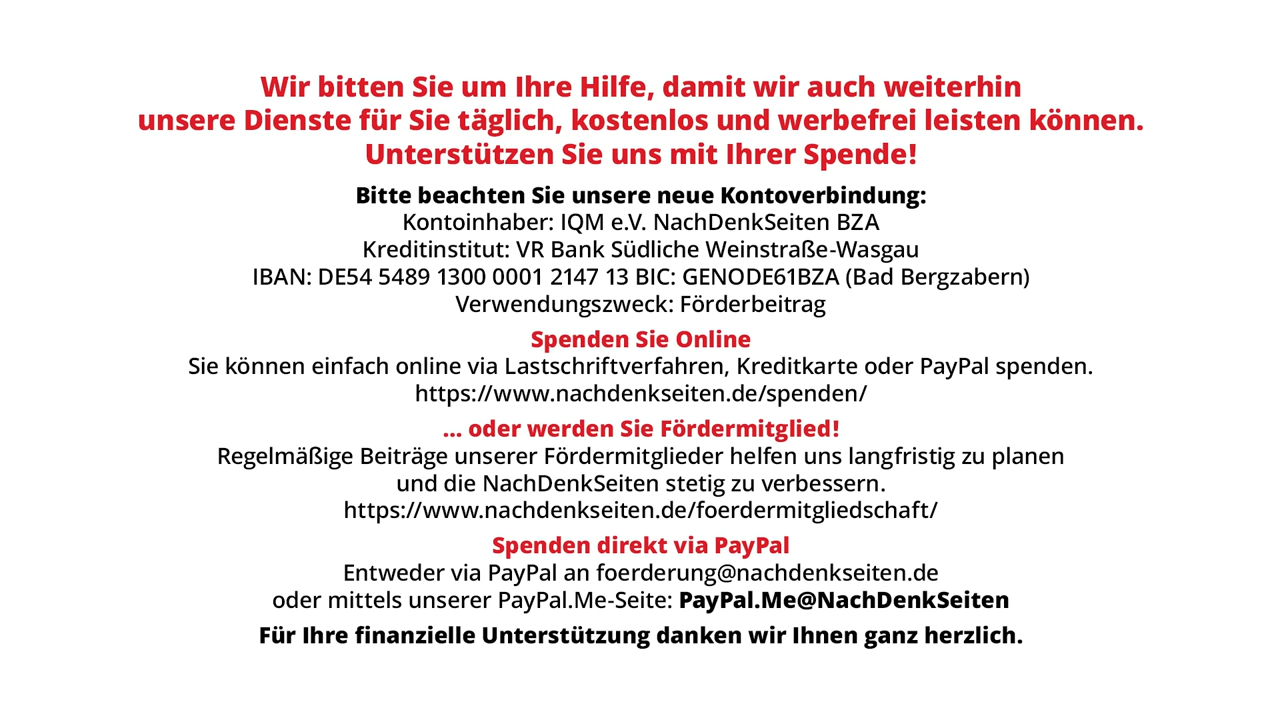 Wir bitten Sie um Ihre Hilfe, damit wir auch weiterhin
unsere Dienste für Sie täglich, kostenlos und werbefrei leisten können.
Unterstützen Sie uns mit Ihrer Spende!
Bitte beachten Sie unsere neue Kontoverbindung:
Kontoinhaber: IQM e.V. NachDenkSeiten BZA
Kreditinstitut: VR Bank Südliche Weinstraße-Wasgau
IBAN: DE54 5489 1300 0001 2147 13 BIC: GENODE61BZA (Bad Bergzabern)
Verwendungszweck: Förderbeitrag
Spenden Sie Online
Sie können einfach online via Lastschriftverfahren, Kreditkarte oder PayPal spenden.
https://www.nachdenkseiten.de/spenden/
... oder werden Sie Fördermitglied!
Regelmäßige Beiträge unserer Fördermitglieder helfen uns langfristig zu planen
und die NachDenkSeiten stetig zu verbessern.
https://www.nachdenkseiten.de/foerdermitgliedschaft/
Spenden direkt via PayPal
Entweder via PayPal an foerderung@nachdenkseiten.de
oder mittels unserer PayPal.Me-Seite: PayPal.Me@NachDenkSeiten
Für Ihre finanzielle Unterstützung danken wir Ihnen ganz herzlich.